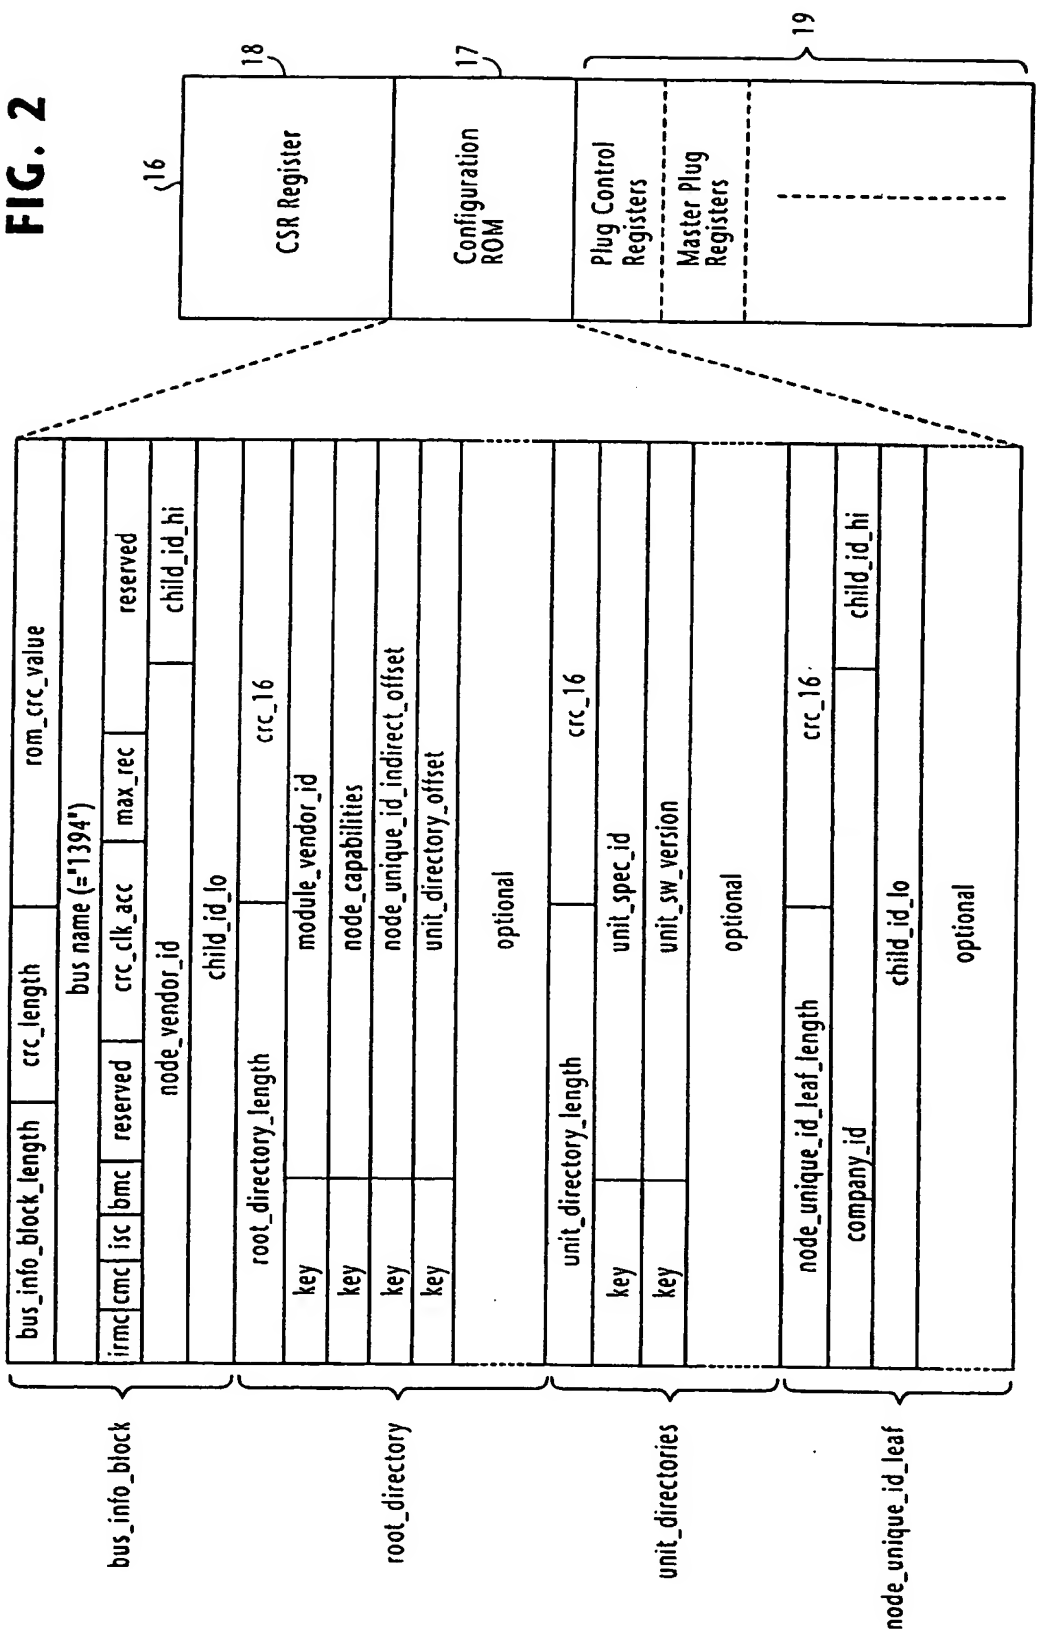 FIG. 2
16
18
17
19
CSR Register
Configuration
ROM
Plug Control
Registers
Master Plug
Registers
bus_info_block
bus_info_block_length
crc_length
rom_crc_value
bus name (="1394")
irmc
cmc
isc
bmc
reserved
crc_clk_acc
max_rec
reserved
node_vendor_id
child_id_hi
child_id_lo
root_directory
root_directory_length
crc_16
key
module_vendor_id
key
node_capabilities
key
node_unique_id_indirect_offset
key
unit_directory_offset
optional
unit_directories
unit_directory_length
crc_16
key
unit_spec_id
key
unit_sw_version
optional
node_unique_id_leaf
node_unique_id_leaf_length
crc_16
company_id
child_id_hi
child_id_lo
optional